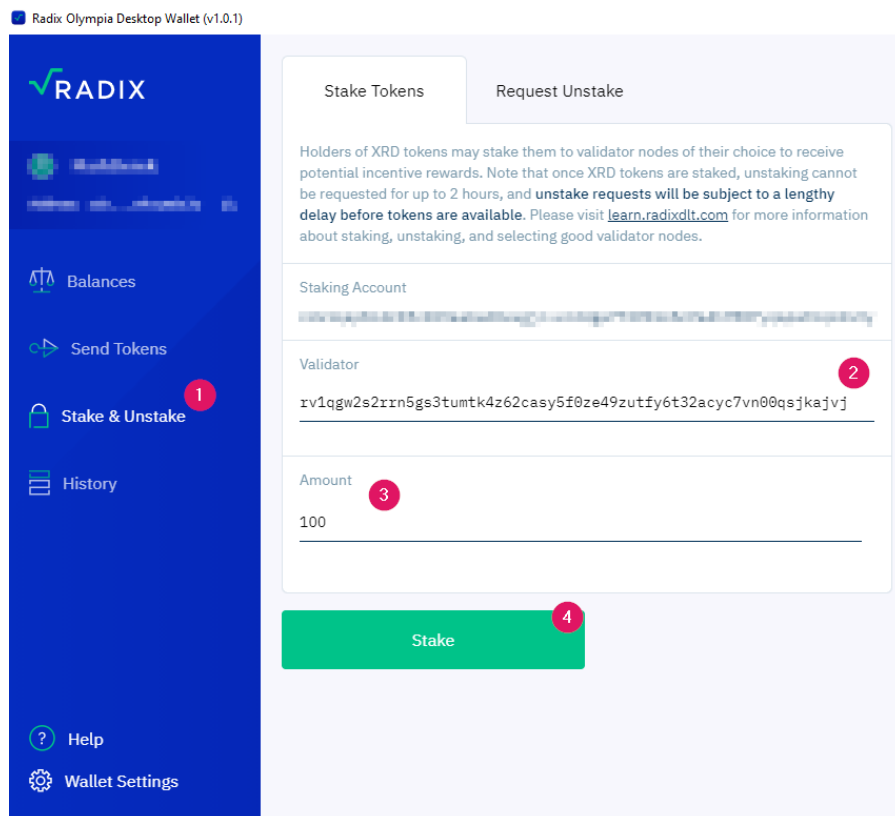 Radix Olympia Desktop Wallet (v1.0.1)
RADIX
Balances
Send Tokens
1
Stake & Unstake
History
Help
Wallet Settings
Stake Tokens
Request Unstake
Holders of XRD tokens may stake them to validator nodes of their choice to receive
potential incentive rewards. Note that once XRD tokens are staked, unstaking cannot
be requested for up to 2 hours, and unstake requests will be subject to a lengthy
delay before tokens are available. Please visit learn.radixdlt.com for more information
about staking, unstaking, and selecting good validator nodes.
Staking Account
Validator
2
rv1qgw2s2rrn5gs3tumtk4z62casy5f0ze49zutfy6t32acyc7vn00qsjkajvj
Amount
3
100
4
Stake